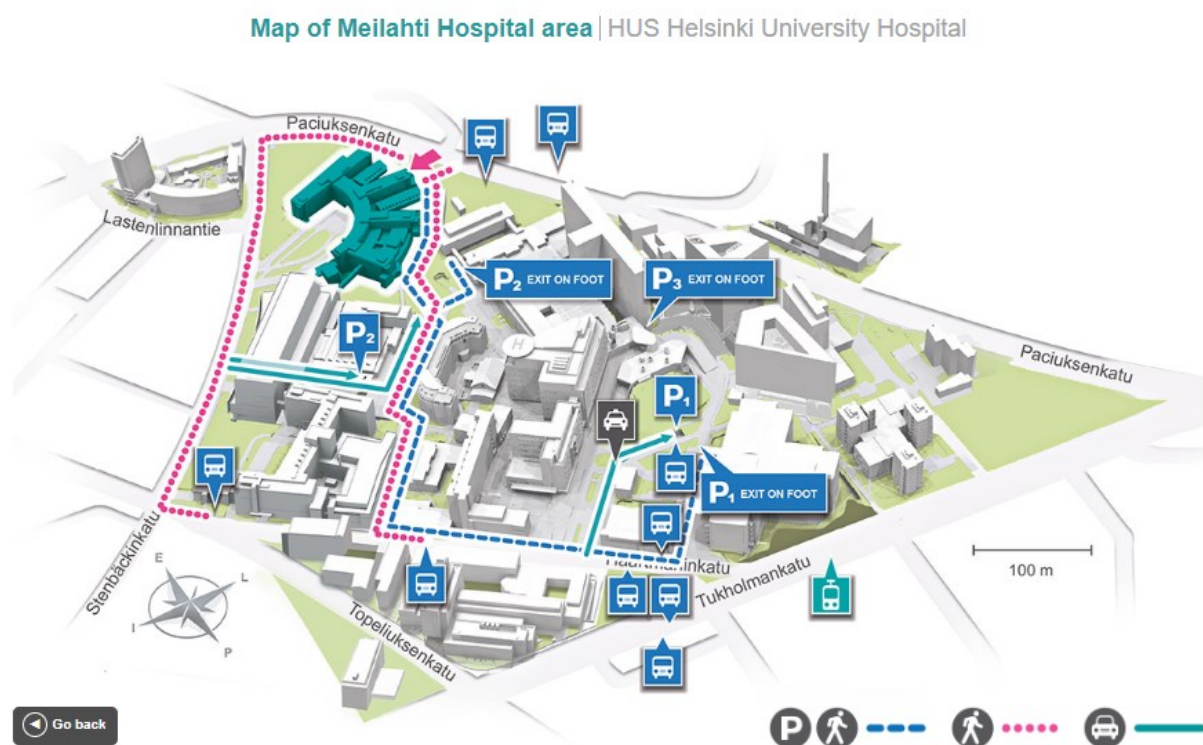 Map of Meilahti Hospital area | HUS Helsinki University Hospital
Paciuksenkatu
Lastenlinnantie
P2 EXIT ON FOOT
P3 EXIT ON FOOT
P2
H
Paciuksenkatu
P1
P1 EXIT ON FOOT
Stenbäckinkatu
Haartmaninkatu
Tukholmankatu
100 m
E
L
I
P
Topeliuksenkatu
Go back
P